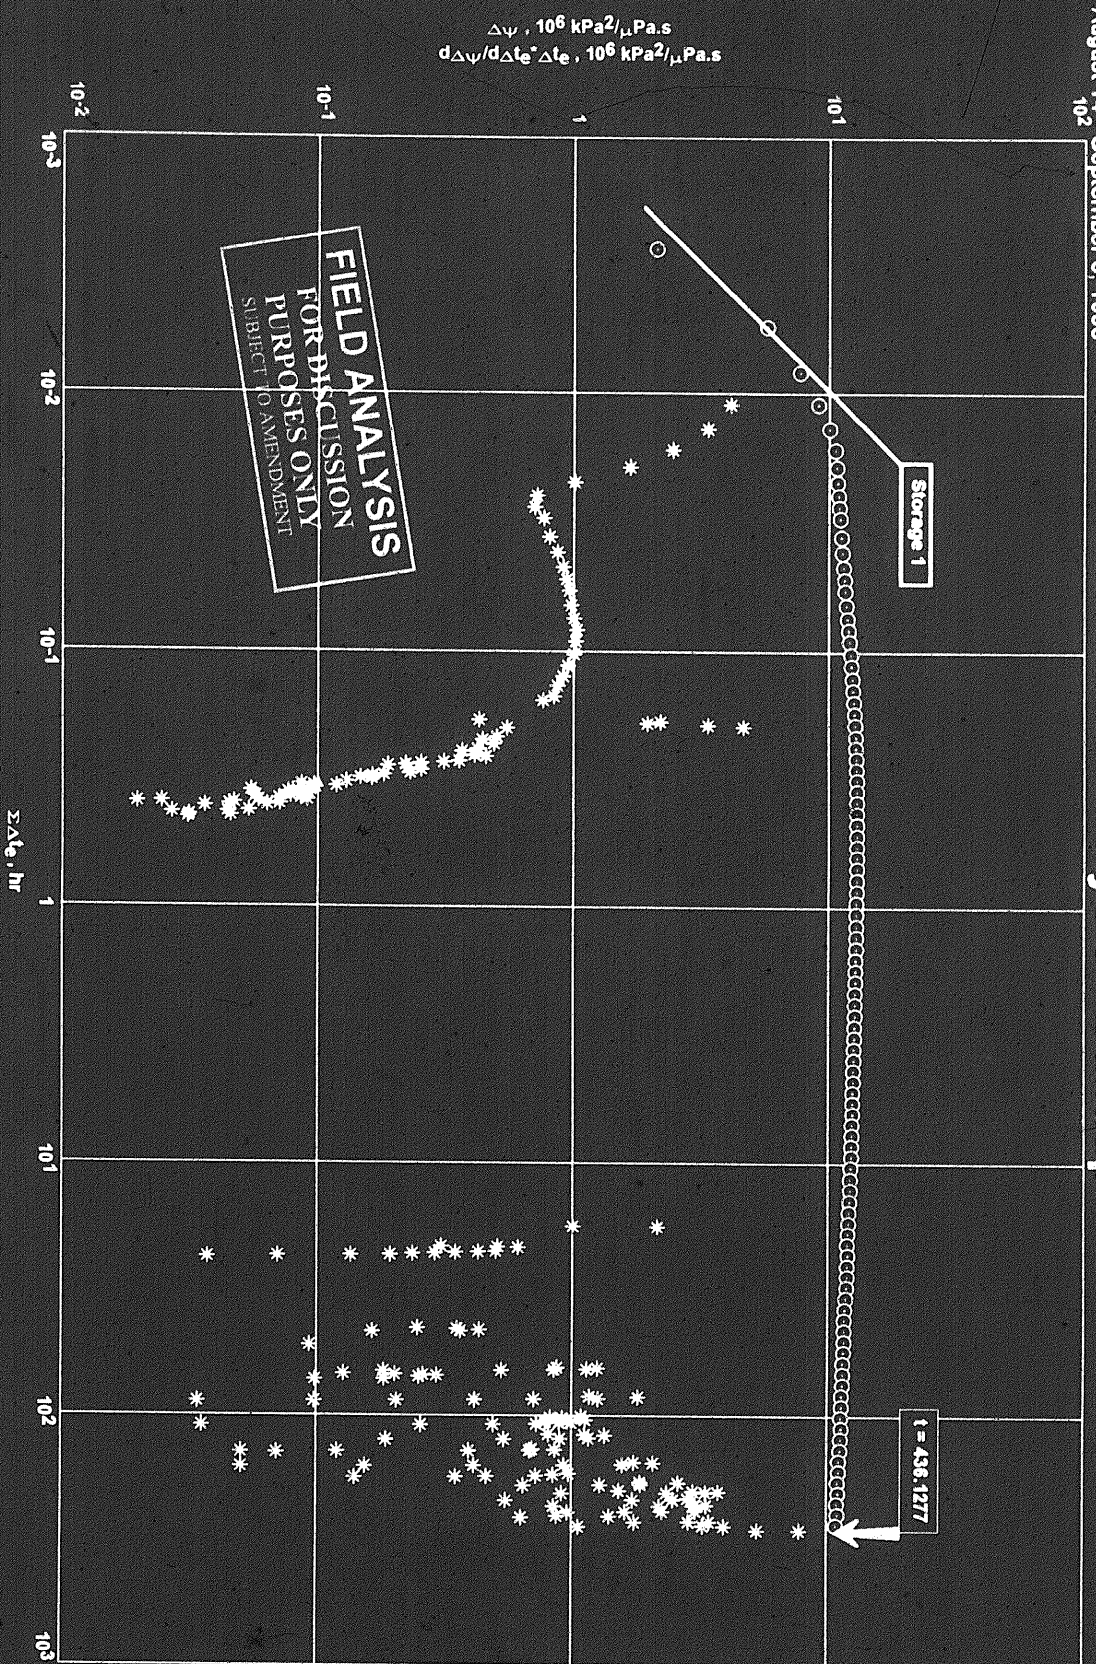 Δψ , 10⁶ kPa²/μPa.s
dΔψ/dΔte*Δte , 10⁶ kPa²/μPa.s
10²
10¹
1
10-1
10-2
10-3
10-2
10-1
1
101
102
103
ΣΔte , hr
Storage 1
t = 436.1277
FIELD ANALYSIS
FOR DISCUSSION
PURPOSES ONLY
SUBJECT TO AMENDMENT